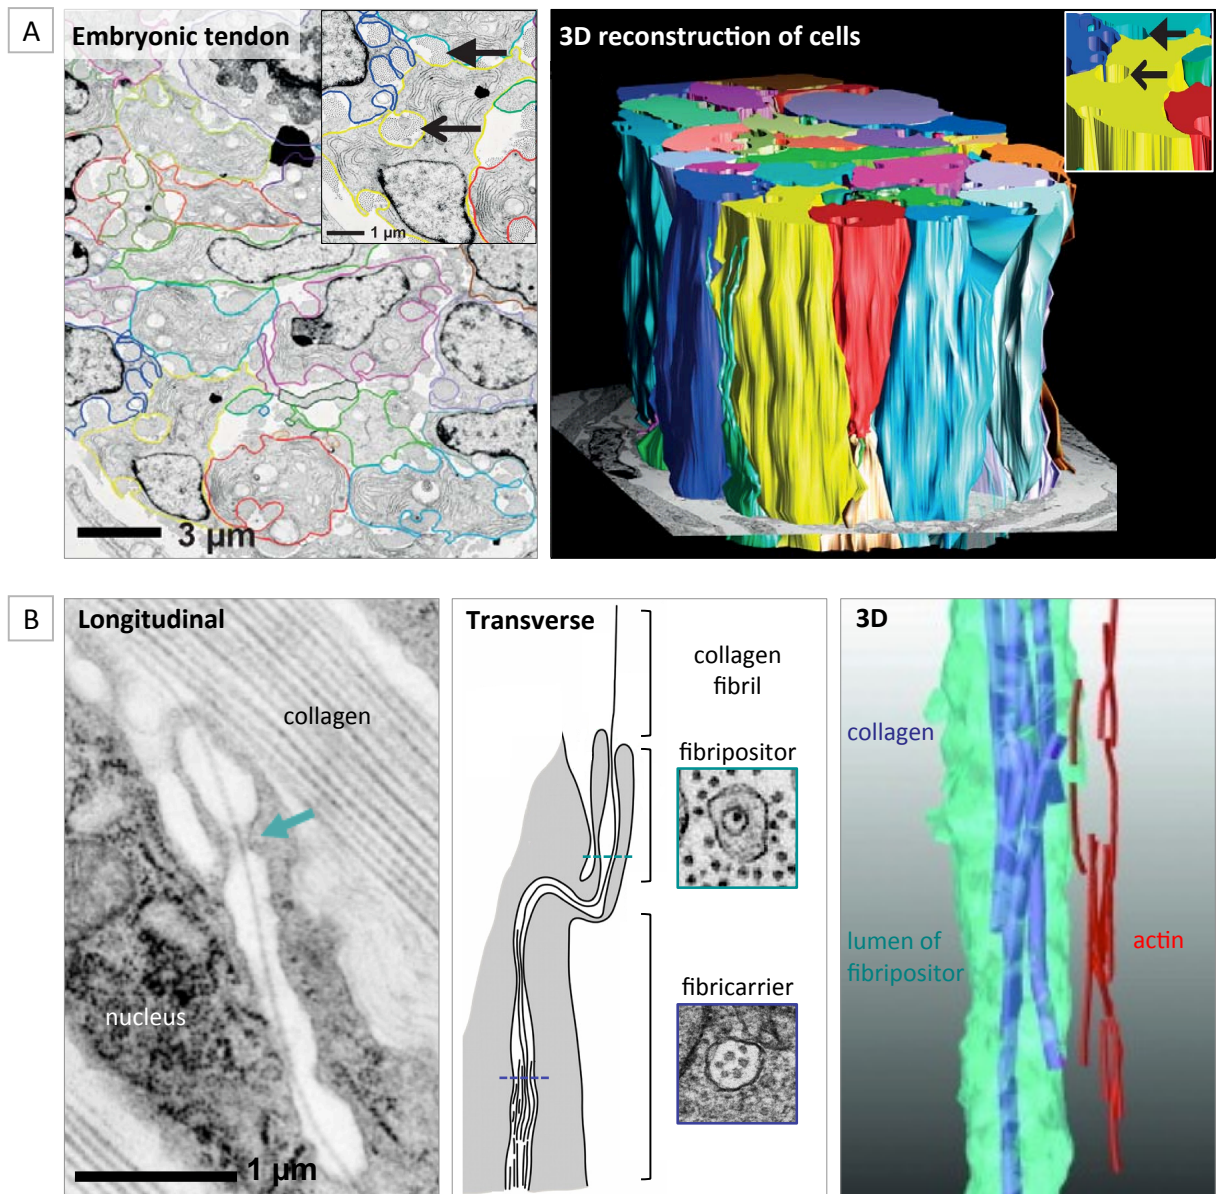 A
Embryonic tendon
1 µm
3 µm
3D reconstruction of cells
B
Longitudinal
collagen
nucleus
1 µm
Transverse
collagen
fibril
fibripositor
fibricarrier
3D
collagen
lumen of
fibripositor
actin